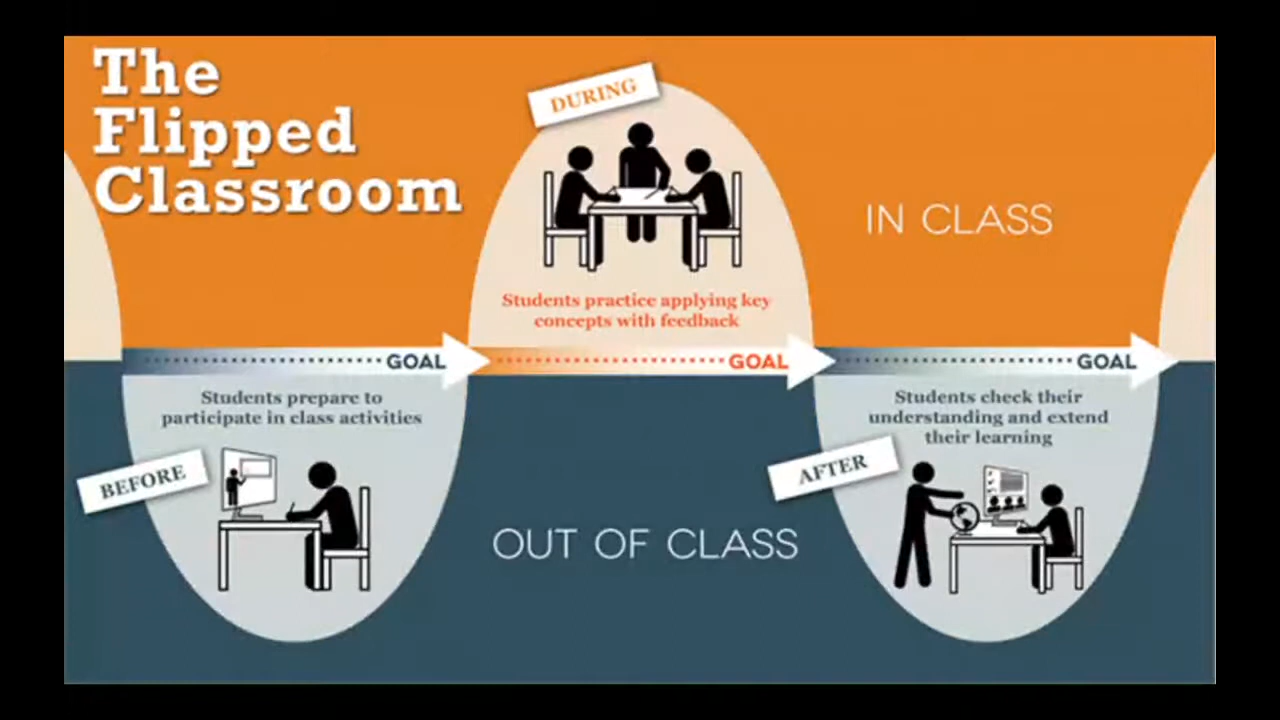 The
Flipped
Classroom
DURING
Students practice applying key
concepts with feedback
IN CLASS
GOAL
GOAL
GOAL
Students prepare to
participate in class activities
BEFORE
OUT OF CLASS
Students check their
understanding and extend
their learning
AFTER